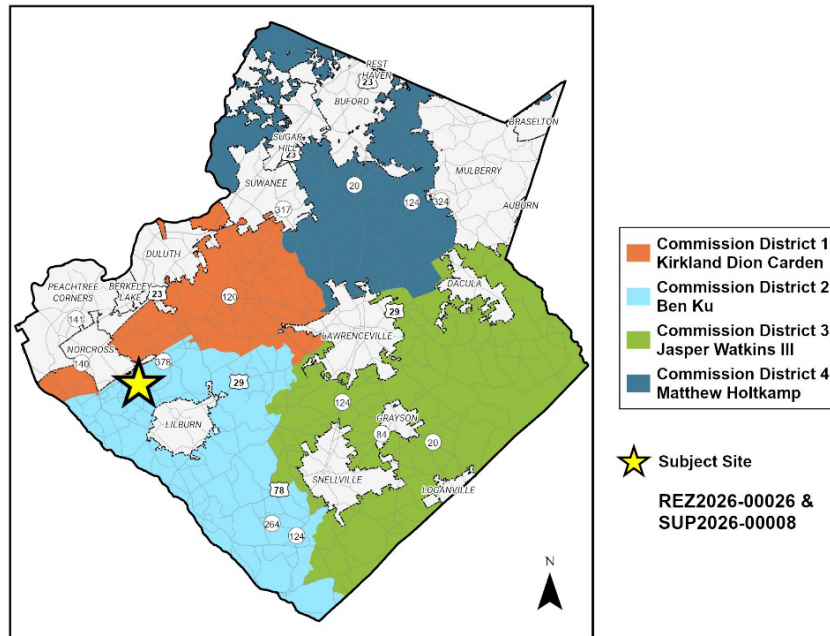 REST
HAVEN
23
BUFORD
BRASELTON
SUGAR
HILL
23
MULBERRY
SUWANEE
20
124
324
AUBURN
317
DULUTH
DACULA
PEACHTREE
CORNERS
BERKELEY
LAKE
23
120
29
141
LAWRENCEVILLE
NORCROSS
140
378
29
124
GRAYSON
LILBURN
84
20
SNELLVILLE
78
LOGANVILLE
264
124
N
Commission District 1
Kirkland Dion Carden
Commission District 2
Ben Ku
Commission District 3
Jasper Watkins III
Commission District 4
Matthew Holtkamp
Subject Site
REZ2026-00026 &
SUP2026-00008